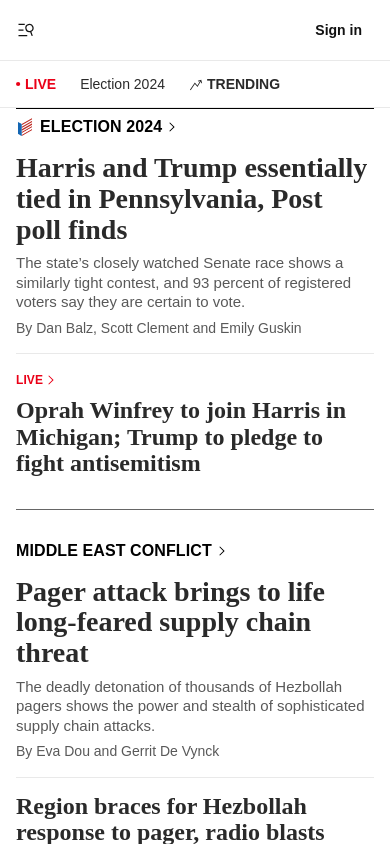 Sign in
LIVE Election 2024 TRENDING
ELECTION 2024
Harris and Trump essentially
tied in Pennsylvania, Post
poll finds
The state’s closely watched Senate race shows a
similarly tight contest, and 93 percent of registered
voters say they are certain to vote.
By Dan Balz, Scott Clement and Emily Guskin
LIVE
Oprah Winfrey to join Harris in
Michigan; Trump to pledge to
fight antisemitism
MIDDLE EAST CONFLICT
Pager attack brings to life
long-feared supply chain
threat
The deadly detonation of thousands of Hezbollah
pagers shows the power and stealth of sophisticated
supply chain attacks.
By Eva Dou and Gerrit De Vynck
Region braces for Hezbollah
response to pager, radio blasts